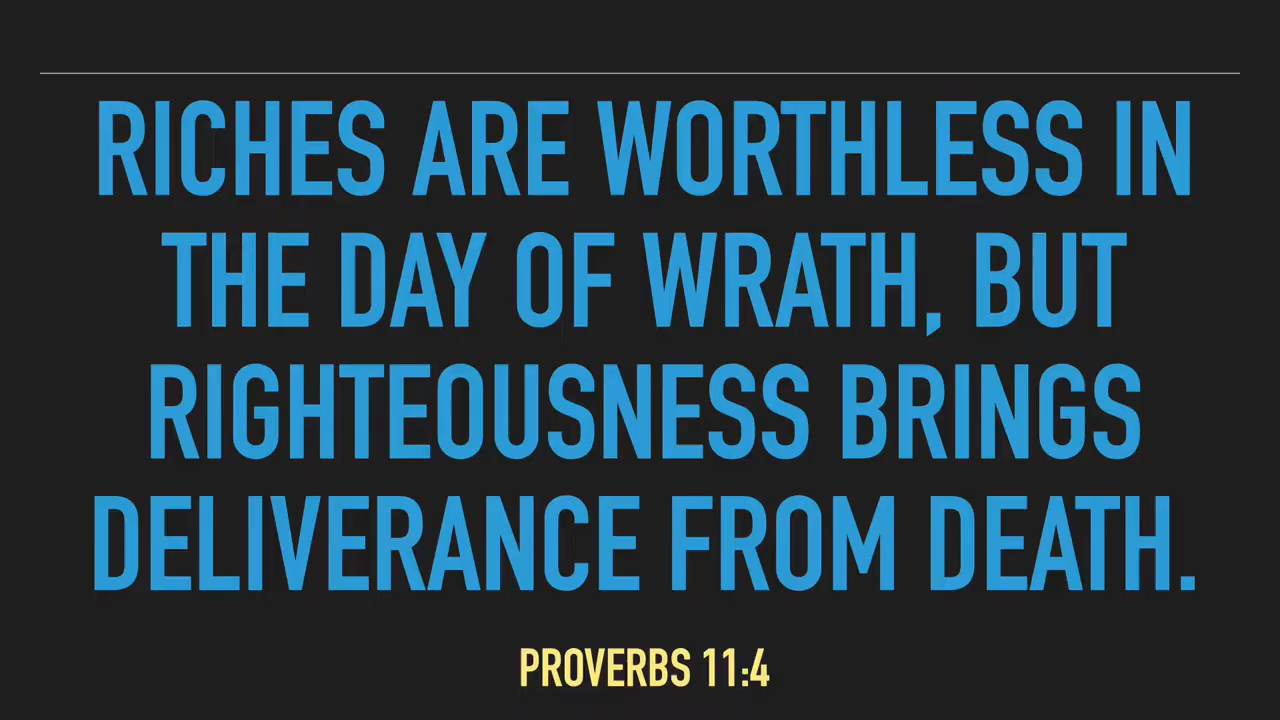 RICHES ARE WORTHLESS IN
THE DAY OF WRATH, BUT
RIGHTEOUSNESS BRINGS
DELIVERANCE FROM DEATH.
PROVERBS 11:4